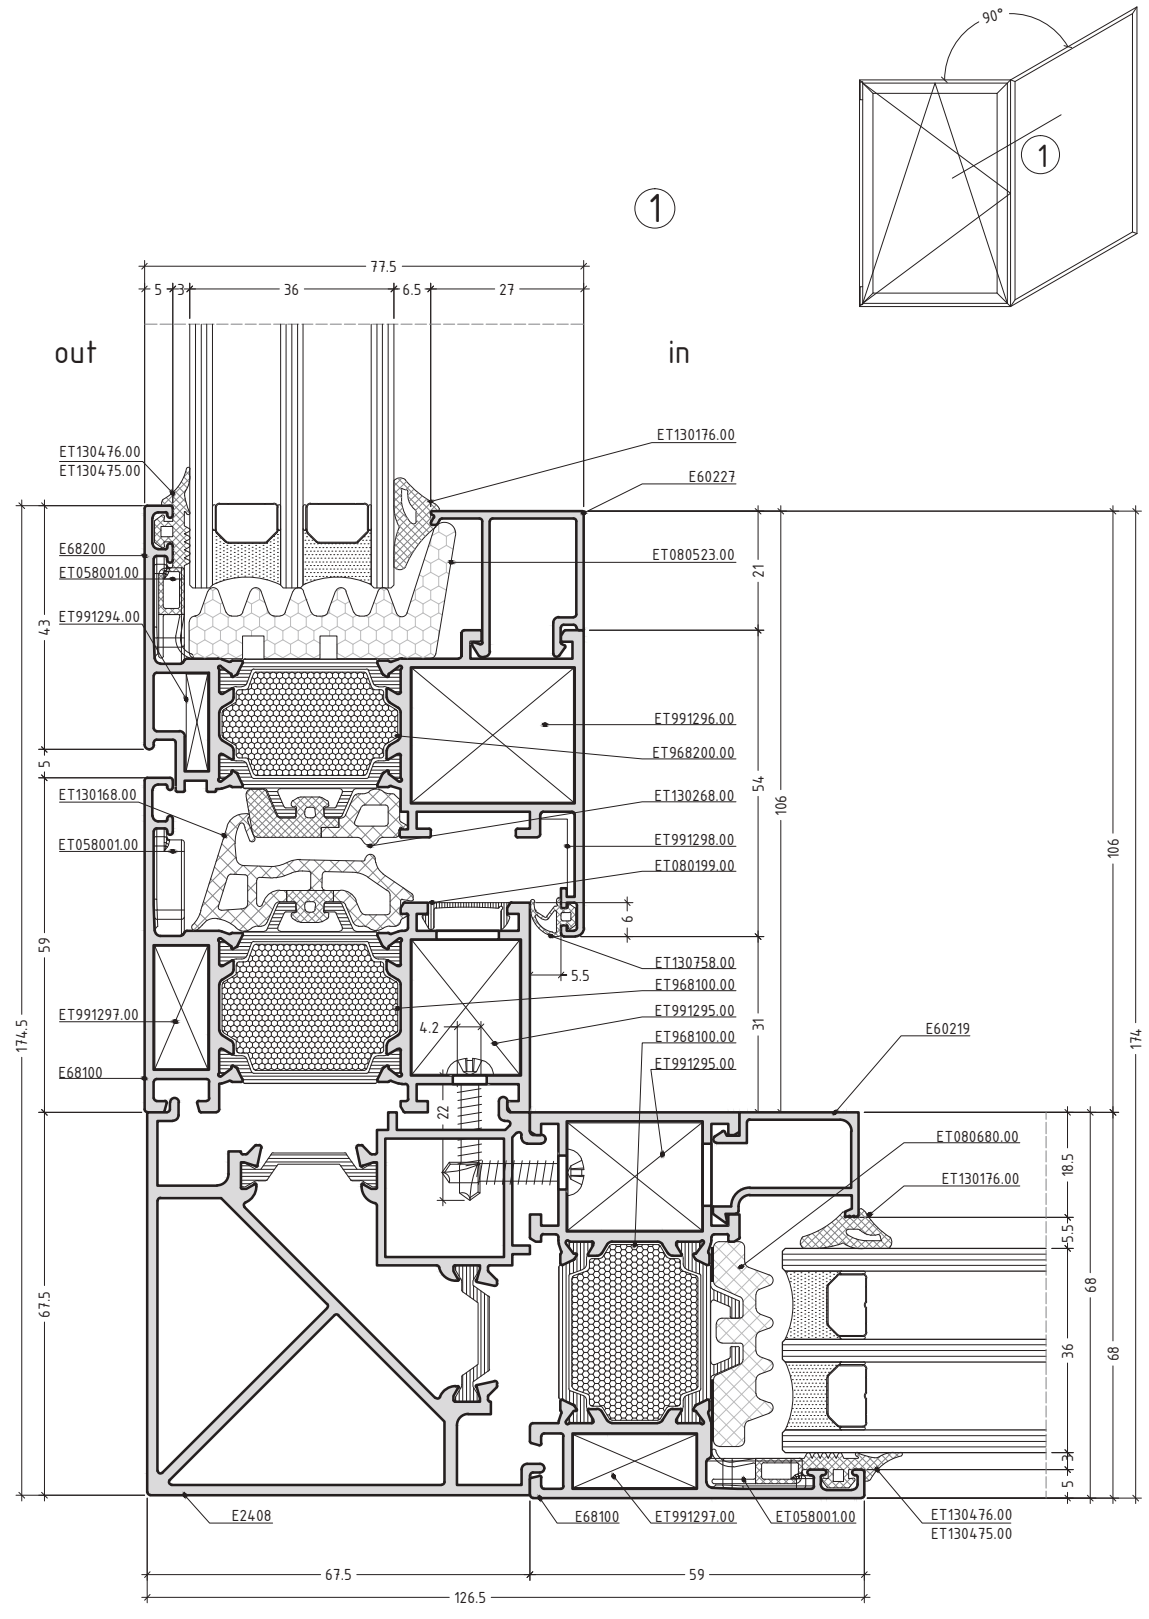 90°
1
1
77.5
5
3
36
6.5
27
out
in
ET130476.00
ET130475.00
ET130176.00
E60227
E68200
ET058001.00
ET080523.00
ET991294.00
21
43
ET991296.00
ET968200.00
5
54
106
ET130168.00
ET130268.00
ET058001.00
ET991298.00
ET080199.00
106
6
59
ET130758.00
5.5
ET968100.00
ET991297.00
4.2
ET991295.00
31
174.5
ET968100.00
E60219
174
E68100
ET991295.00
22
ET080680.00
18.5
ET130176.00
5.5
68
67.5
36
68
3
5
E2408
E68100
ET991297.00
ET058001.00
ET130476.00
ET130475.00
67.5
59
126.5